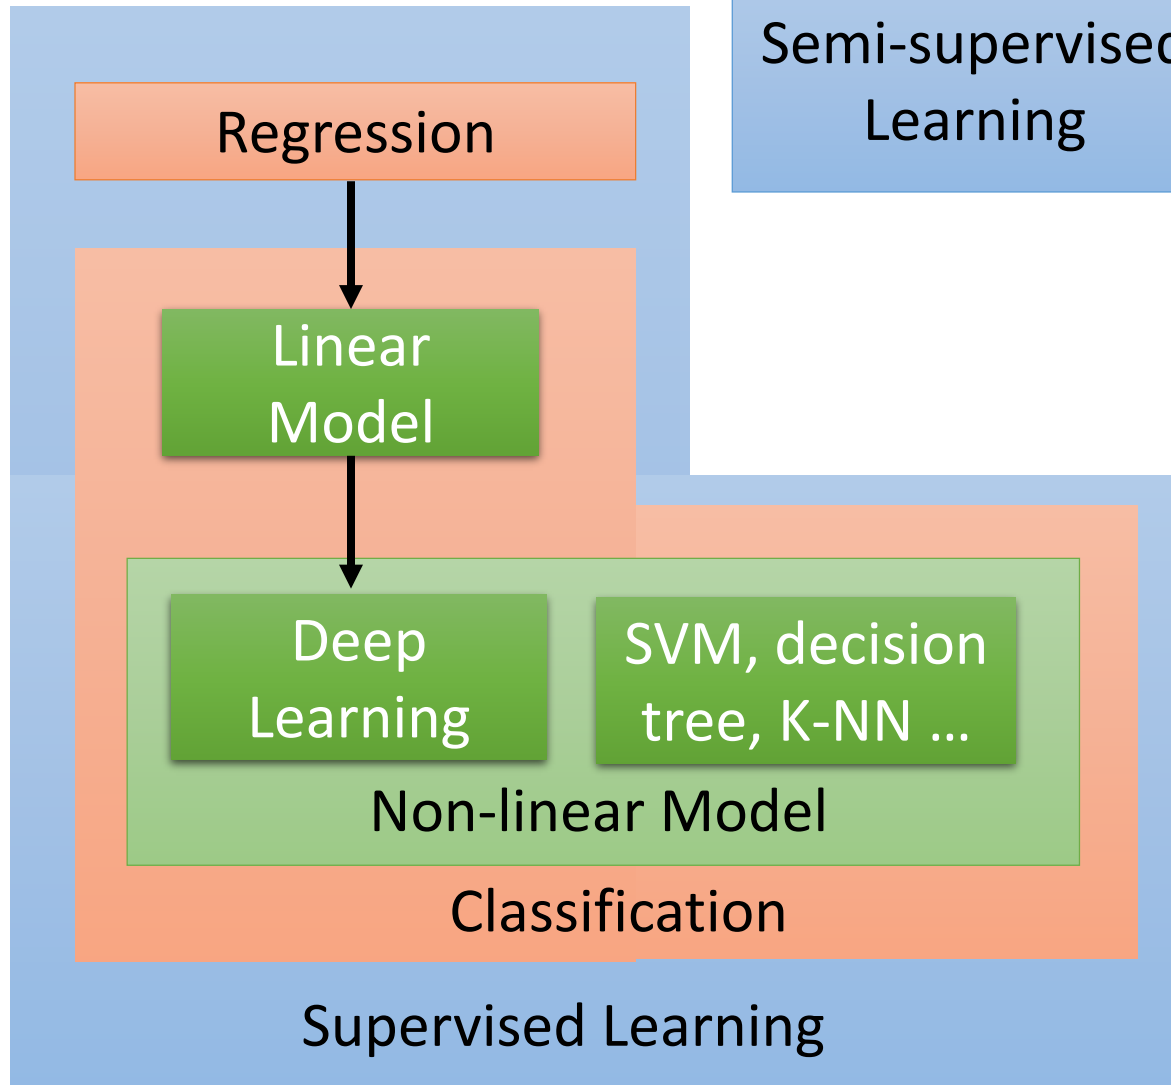 Semi-supervised
Learning
Regression
Linear
Model
Deep
Learning
SVM, decision
tree, K-NN ...
Non-linear Model
Classification
Supervised Learning